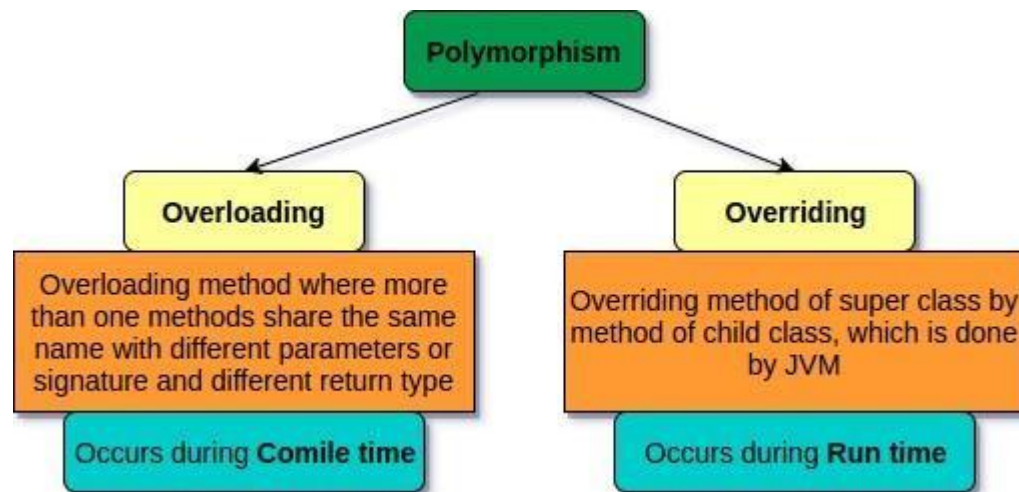 Polymorphism
Overloading
Overloading method where more
than one methods share the same
name with different parameters or
signature and different return type
Occurs during Comile time
Overriding
Overriding method of super class by
method of child class, which is done
by JVM
Occurs during Run time